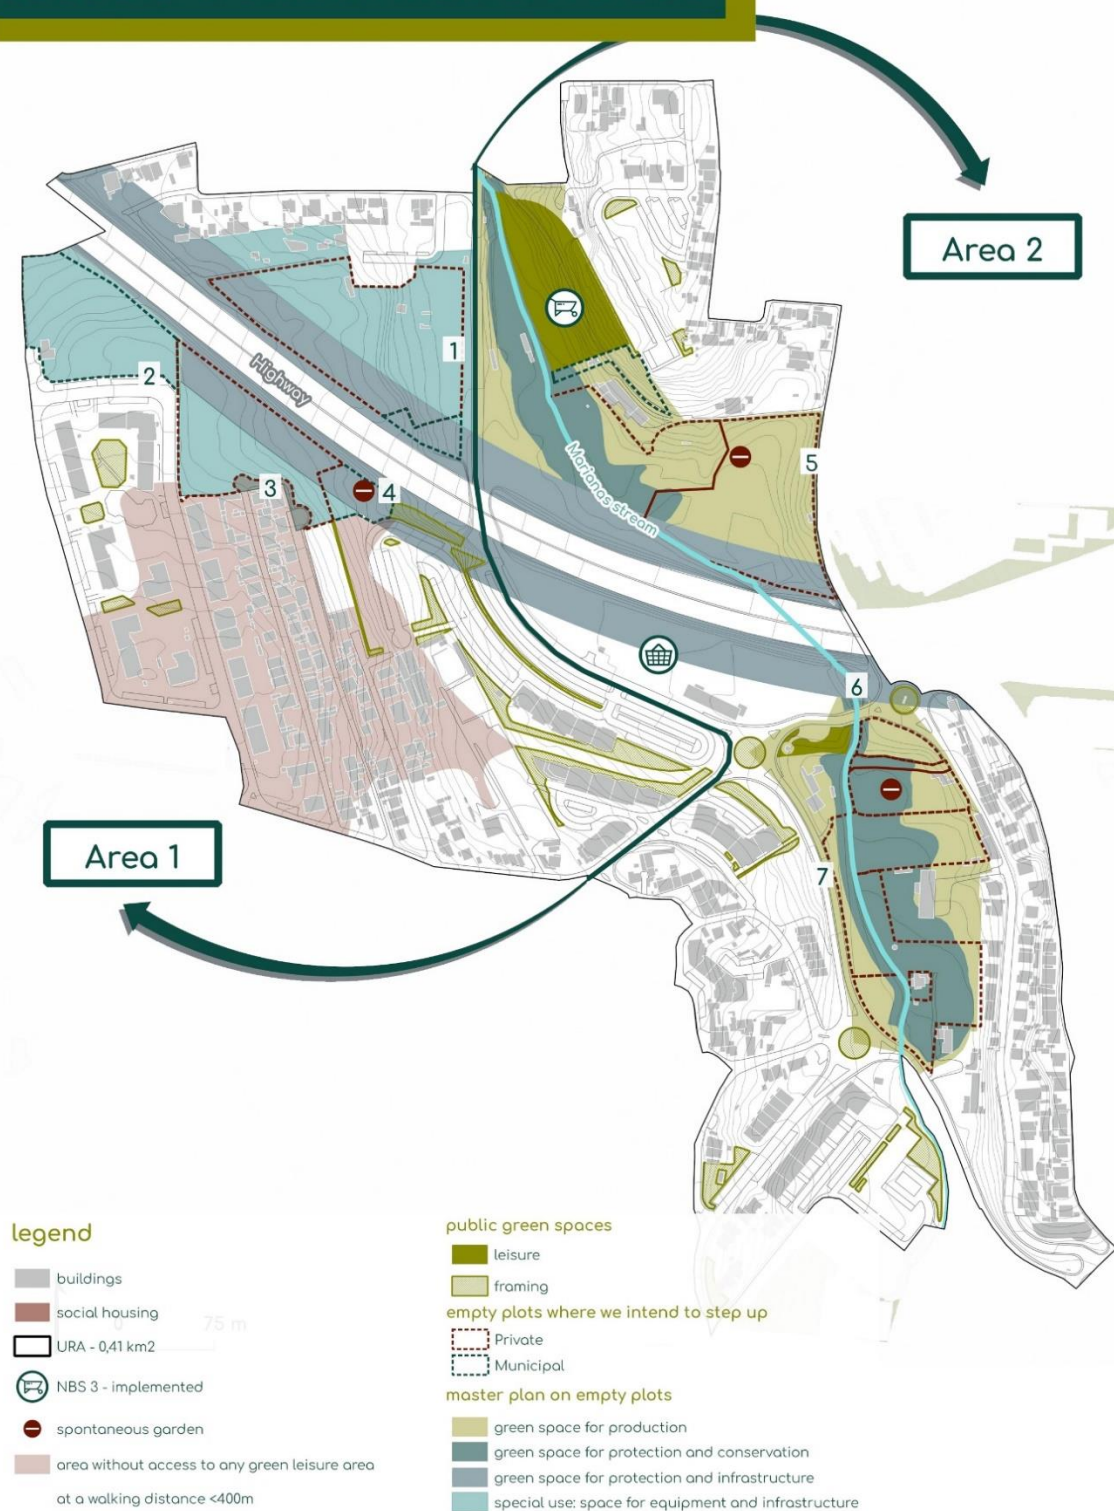 Area 2
1
2
Highway
3
4
5
Marianos stream
6
Area 1
7
legend
buildings
social housing
0 75 m
URA - 0,41 km2
NBS 3 - implemented
spontaneous garden
area without access to any green leisure area
at a walking distance <400m
public green spaces
leisure
framing
empty plots where we intend to step up
Private
Municipal
master plan on empty plots
green space for production
green space for protection and conservation
green space for protection and infrastructure
special use: space for equipment and infrastructure